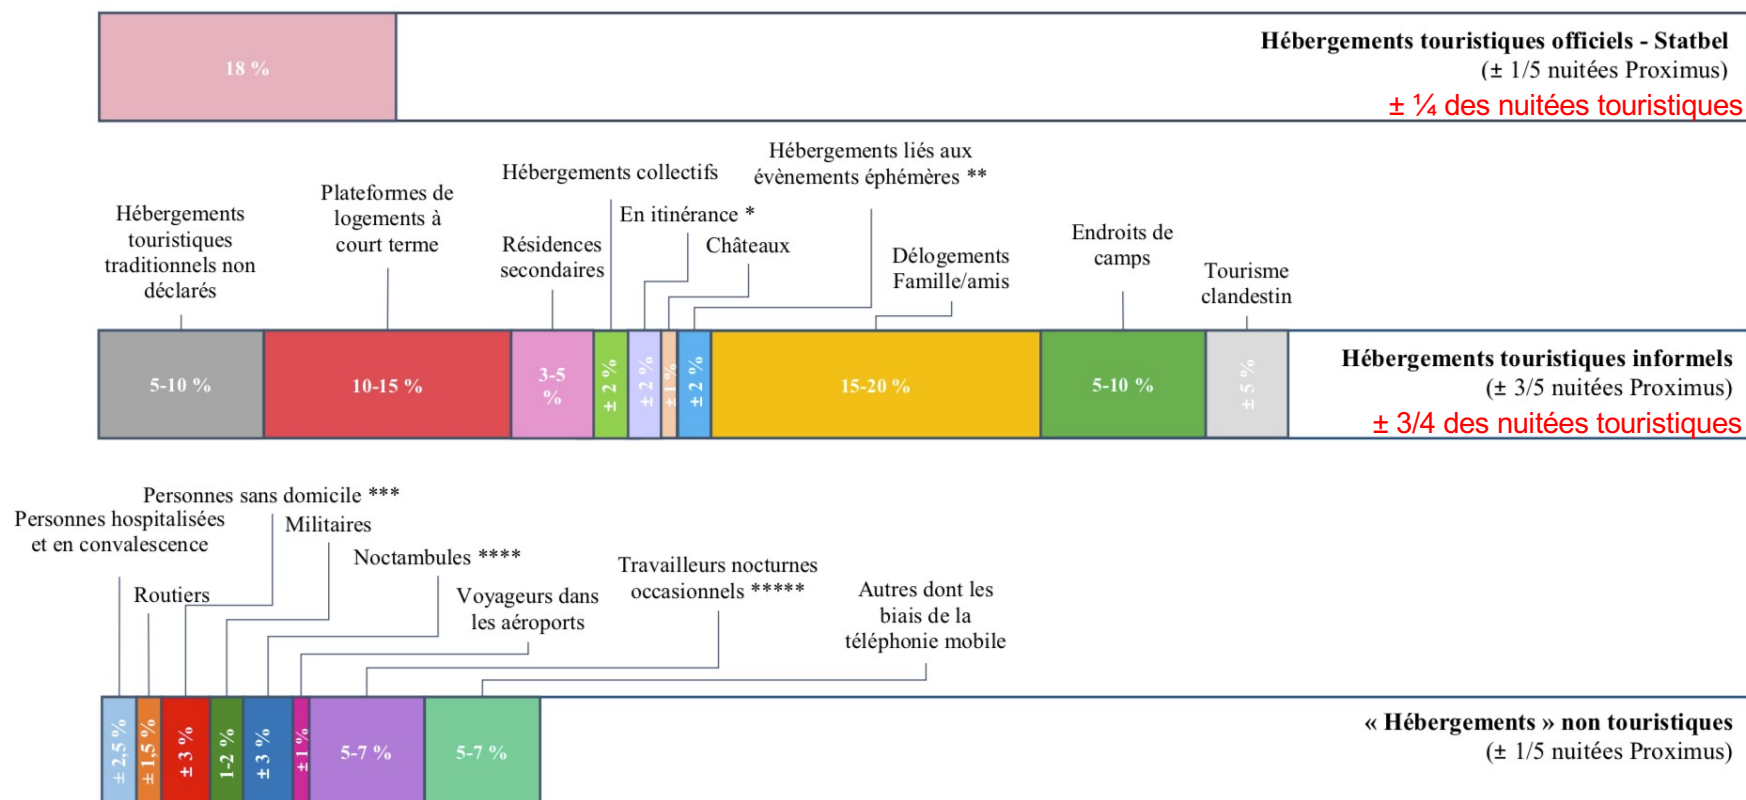 18 %
Hébergements touristiques officiels - Statbel
(± 1/5 nuitées Proximus)
± ¼ des nuitées touristiques
Hébergements
touristiques
traditionnels non
déclarés
Plateformes de
logements à
court terme
Résidences
secondaires
Hébergements collectifs
En itinérance *
Châteaux
Hébergements liés aux
évènements éphémères **
Délogements
Famille/amis
Endroits de
camps
Tourisme
clandestin
5-10 %
10-15 %
3-5
%
± 2 %
± 2 %
± 1 %
± 2 %
15-20 %
5-10 %
± 5 %
Hébergements touristiques informels
(± 3/5 nuitées Proximus)
± 3/4 des nuitées touristiques
Personnes hospitalisées
et en convalescence
Routiers
Personnes sans domicile ***
Militaires
Noctambules ****
Voyageurs dans
les aéroports
Travailleurs nocturnes
occasionnels *****
Autres dont les
biais de la
téléphonie mobile
± 2,5 %
± 1,5 %
± 3 %
1-2 %
± 3 %
± 1 %
5-7 %
5-7 %
« Hébergements » non touristiques
(± 1/5 nuitées Proximus)